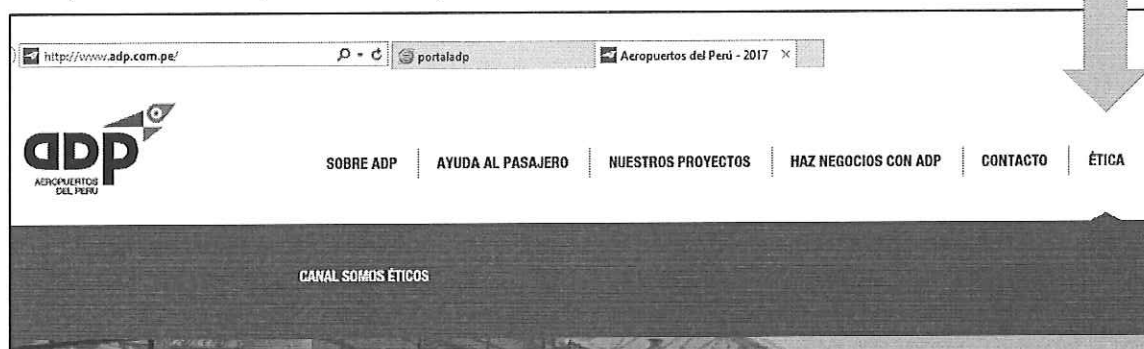 http://www.adp.com.pe/
portaladp
Aeropuertos del Perú - 2017
adp
AEROPUERTOS
DEL PERU
SOBRE ADP
AYUDA AL PASAJERO
NUESTROS PROYECTOS
HAZ NEGOCIOS CON ADP
CONTACTO
ÉTICA
CANAL SOMOS ÉTICOS